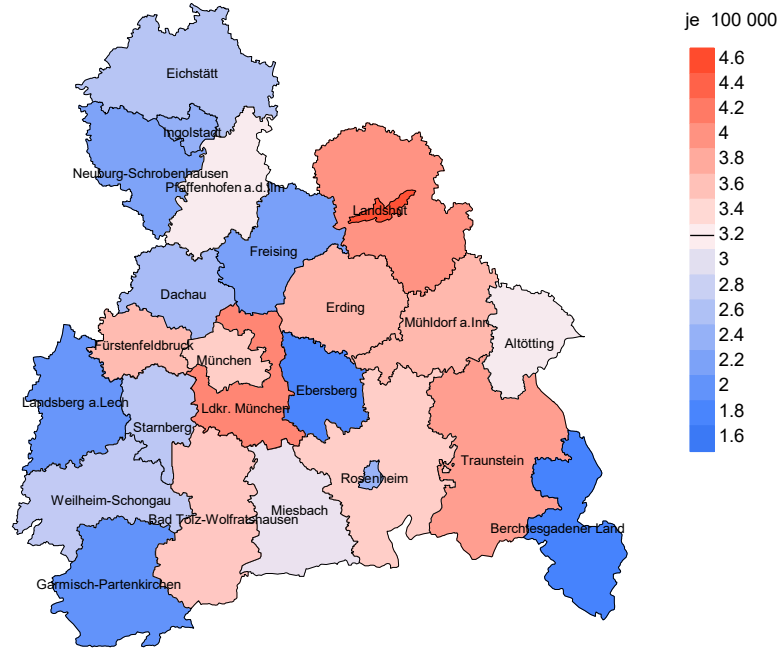 je 100 000
4.6
4.4
4.2
4
3.8
3.6
3.4
3.2
3
2.8
2.6
2.4
2.2
2
1.8
1.6
Eichstätt
Ingolstadt
Neuburg-Schrobenhausen
Pfaffenhofen a.d.Ilm
Landshut
Freising
Dachau
Erding
Mühldorf a.Inn
Altötting
Fürstenfeldbruck
München
Ebersberg
Landsberg a.Lech
Ldkr. München
Starnberg
Traunstein
Rosenheim
Weilheim-Schongau
Miesbach
Bad Tölz-Wolfratshausen
Berchtesgadener Land
Garmisch-Partenkirchen